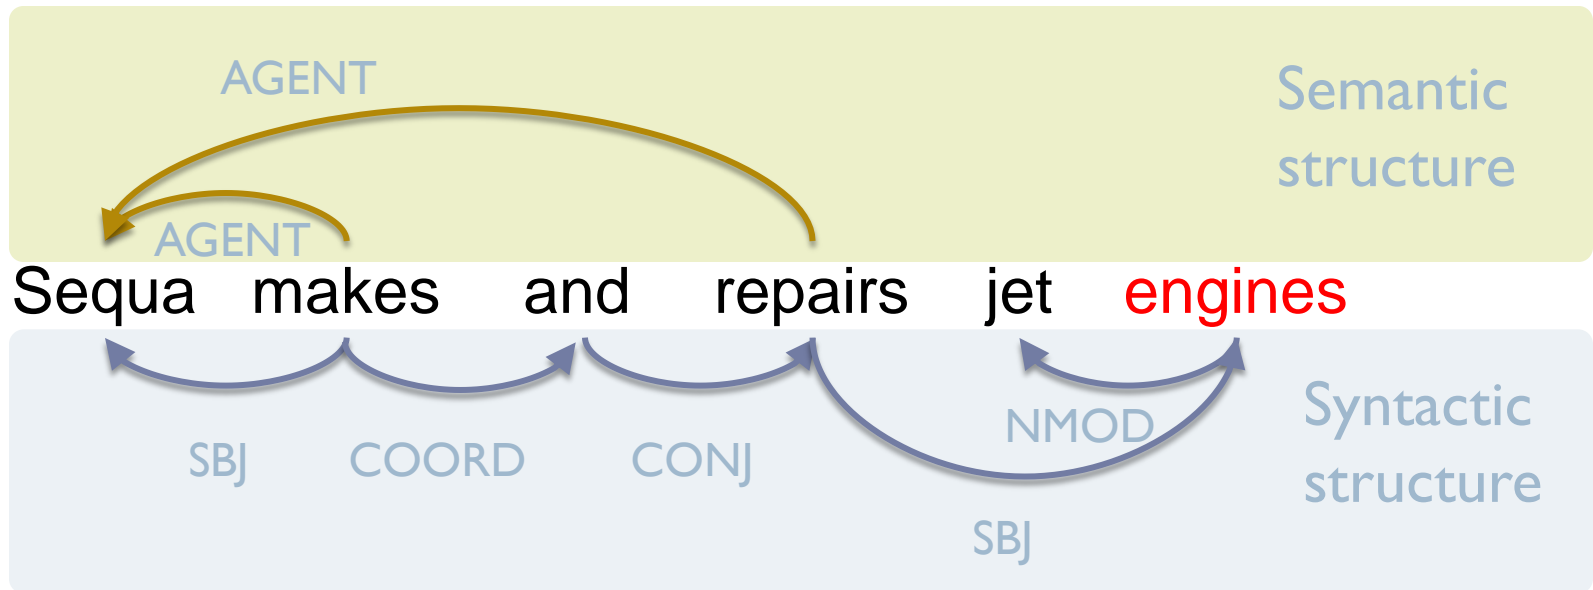 AGENT
Semantic
structure
AGENT
Sequa makes and repairs jet engines
SBJ COORD CONJ NMOD
Syntactic
structure
SBJ